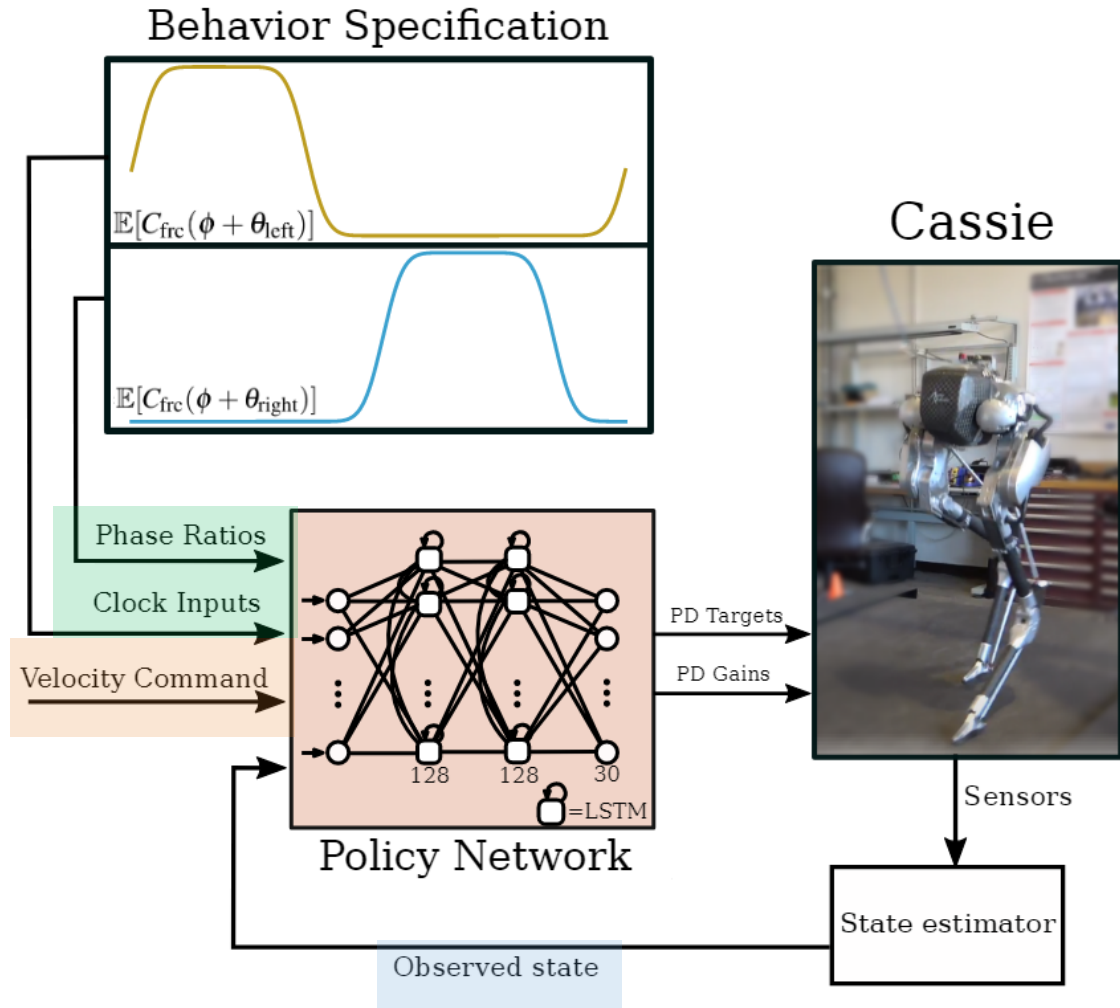 Behavior Specification
𝔼[C_frc(ϕ + θ_left)]
𝔼[C_frc(ϕ + θ_right)]
Cassie
Phase Ratios
Clock Inputs
Velocity Command
PD Targets
PD Gains
128
128
30
=LSTM
Policy Network
Sensors
State estimator
Observed state